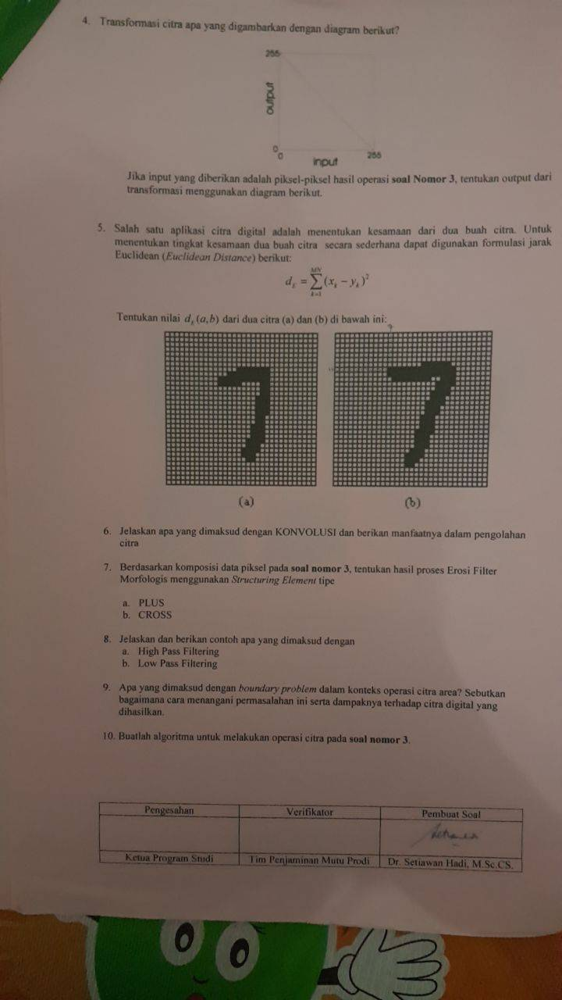 4. Transformasi citra apa yang digambarkan dengan diagram berikut?
255
output
0
0
input
255
Jika input yang diberikan adalah piksel-piksel hasil operasi soal Nomor 3, tentukan output dari
transformasi menggunakan diagram berikut.
5. Salah satu aplikasi citra digital adalah menentukan kesamaan dari dua buah citra. Untuk
menentukan tingkat kesamaan dua buah citra secara sederhana dapat digunakan formulasi jarak
Euclidean (Euclidean Distance) berikut:
d_E = \sum_{k=1}^{MN} (x_k - y_k)^2
Tentukan nilai d_E (a,b) dari dua citra (a) dan (b) di bawah ini:
(a)
(b)
6. Jelaskan apa yang dimaksud dengan KONVOLUSI dan berikan manfaatnya dalam pengolahan
citra
7. Berdasarkan komposisi data piksel pada soal nomor 3, tentukan hasil proses Erosi Filter
Morfologis menggunakan Structuring Element tipe
a. PLUS
b. CROSS
8. Jelaskan dan berikan contoh apa yang dimaksud dengan
a. High Pass Filtering
b. Low Pass Filtering
9. Apa yang dimaksud dengan boundary problem dalam konteks operasi citra area? Sebutkan
bagaimana cara menangani permasalahan ini serta dampaknya terhadap citra digital yang
dihasilkan.
10. Buatlah algoritma untuk melakukan operasi citra pada soal nomor 3.
Pengesahan Verifikator Pembuat Soal
Ketua Program Studi Tim Penjaminan Mutu Prodi Dr. Setiawan Hadi, M.Sc.CS.